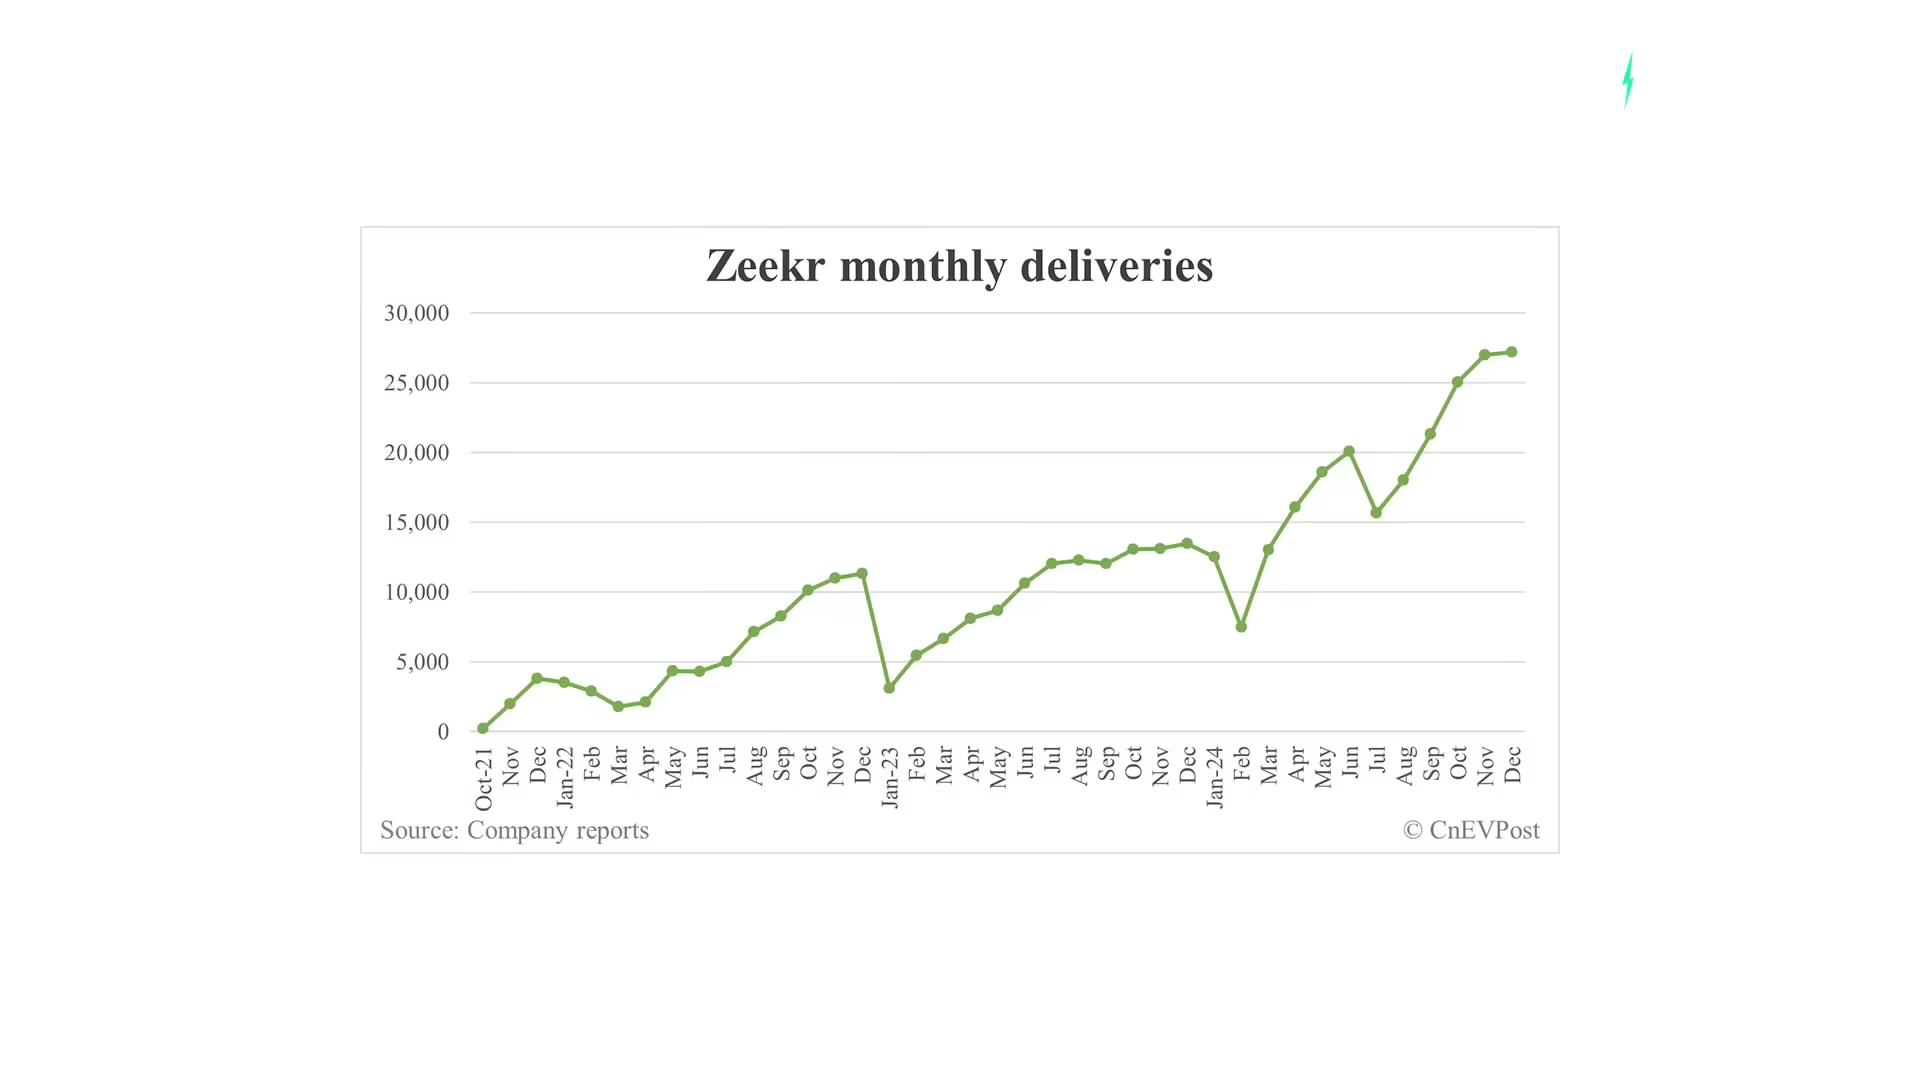 Zeekr monthly deliveries
30,000
25,000
20,000
15,000
10,000
5,000
0
Oct-21 Nov Dec Jan-22 Feb Mar Apr May Jun Jul Aug Sep Oct Nov Dec Jan-23 Feb Mar Apr May Jun Jul Aug Sep Oct Nov Dec Jan-24 Feb Mar Apr May Jun Jul Aug Sep Oct Nov Dec
Source: Company reports
© CnEVPost